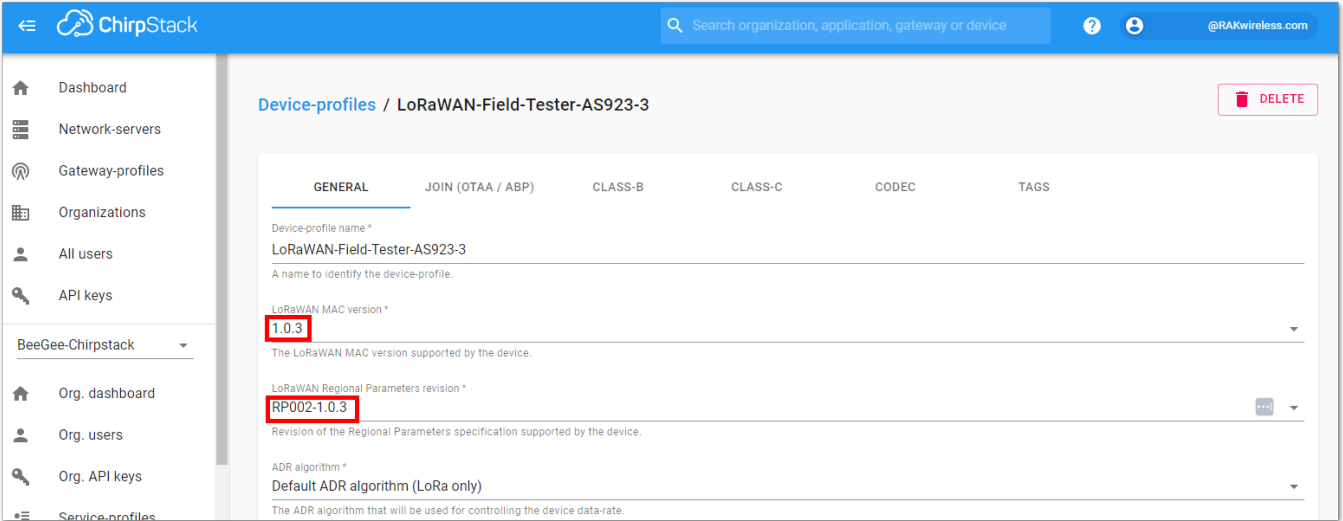 ChirpStack
Search organization, application, gateway or device
?
@RAKwireless.com
Dashboard
Network-servers
Gateway-profiles
Organizations
All users
API keys
BeeGee-Chirpstack
Org. dashboard
Org. users
Org. API keys
Service-profiles
Device-profiles / LoRaWAN-Field-Tester-AS923-3
DELETE
GENERAL JOIN (OTAA / ABP) CLASS-B CLASS-C CODEC TAGS
Device-profile name *
LoRaWAN-Field-Tester-AS923-3
A name to identify the device-profile.
LoRaWAN MAC version *
1.0.3
The LoRaWAN MAC version supported by the device.
LoRaWAN Regional Parameters revision *
RP002-1.0.3
Revision of the Regional Parameters specification supported by the device.
ADR algorithm *
Default ADR algorithm (LoRa only)
The ADR algorithm that will be used for controlling the device data-rate.